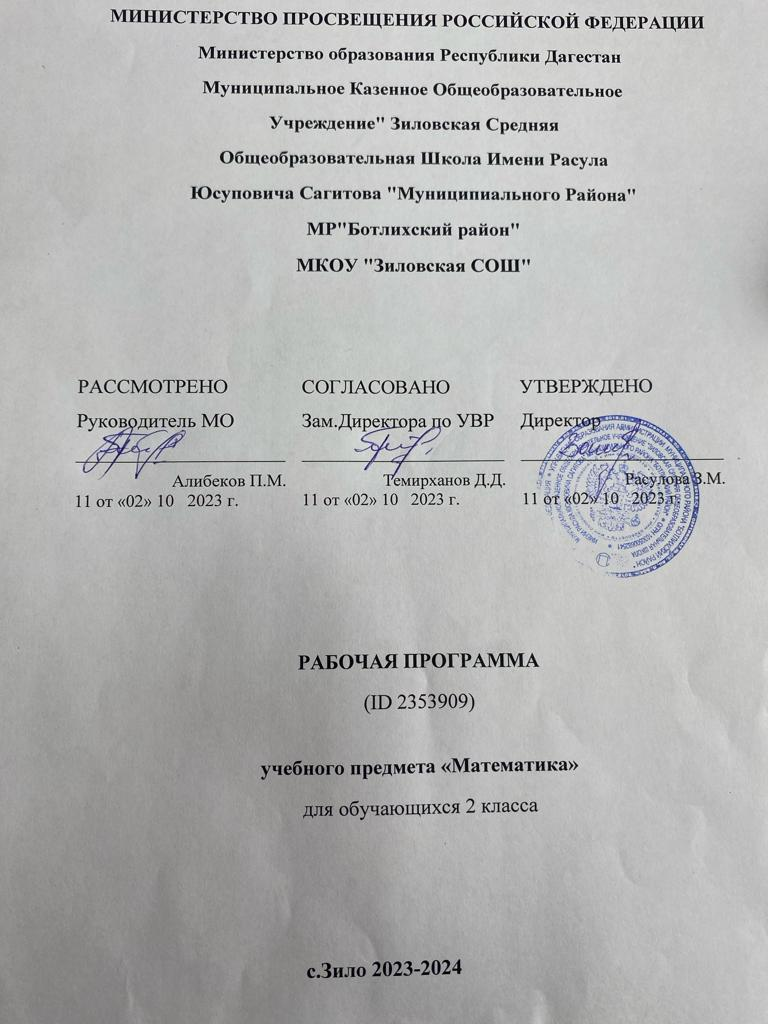 МИНИСТЕРСТВО ПРОСВЕЩЕНИЯ РОССИЙСКОЙ ФЕДЕРАЦИИ
Министерство образования Республики Дагестан
Муниципальное Казенное Общеобразовательное
Учреждение" Зиловская Средняя
Общеобразовательная Школа Имени Расула
Юсуповича Сагитова "Муниципиального Района"
МР"Ботлихский район"
МКОУ "Зиловская СОШ"
РАССМОТРЕНО СОГЛАСОВАНО УТВЕРЖДЕНО
Руководитель МО Зам.Директора по УВР Директор
Алибеков П.М. Темирханов Д.Д. Расулова З.М.
11 от «02» 10 2023 г. 11 от «02» 10 2023 г. 11 от «02» 10 2023 г.
РАБОЧАЯ ПРОГРАММА
(ID 2353909)
учебного предмета «Математика»
для обучающихся 2 класса
с.Зило 2023-2024